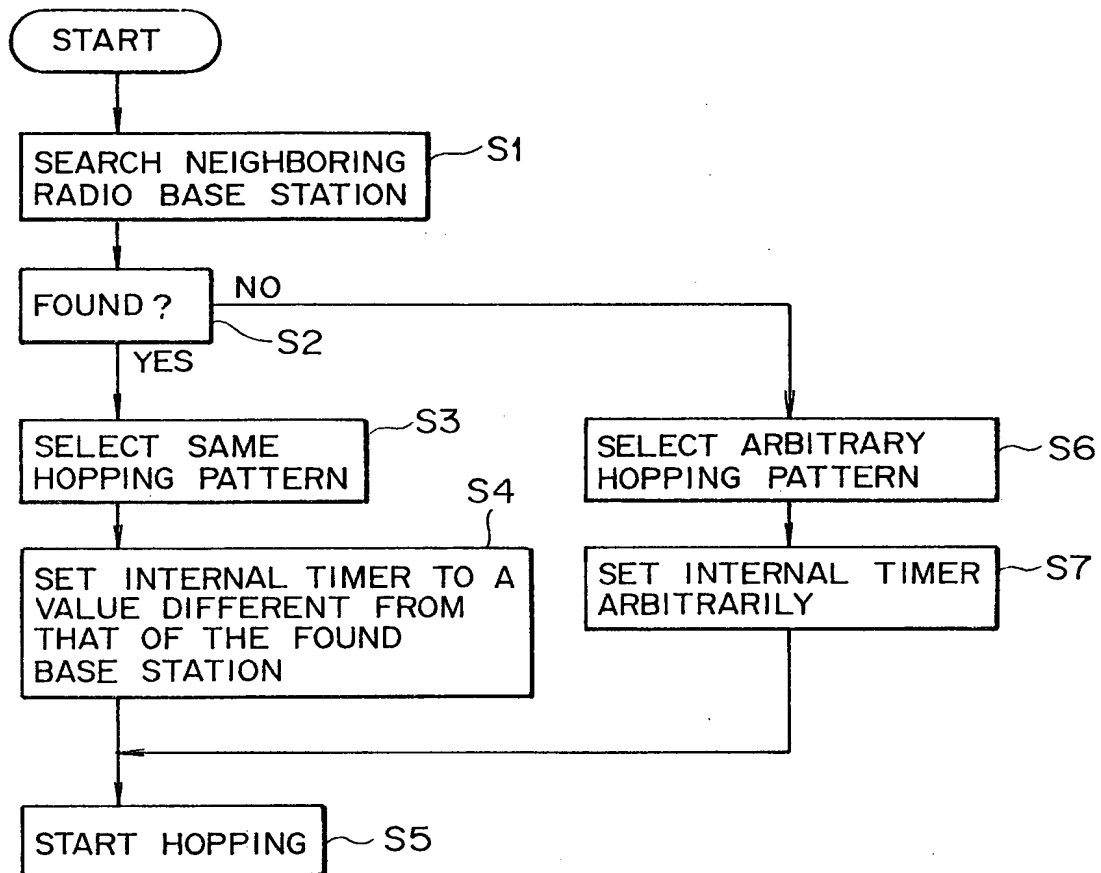 START
SEARCH NEIGHBORING
RADIO BASE STATION
S1
FOUND?
NO
S2
YES
SELECT SAME
HOPPING PATTERN
S3
SELECT ARBITRARY
HOPPING PATTERN
S6
S4
SET INTERNAL TIMER TO A
VALUE DIFFERENT FROM
THAT OF THE FOUND
BASE STATION
SET INTERNAL TIMER
ARBITRARILY
S7
START HOPPING
S5